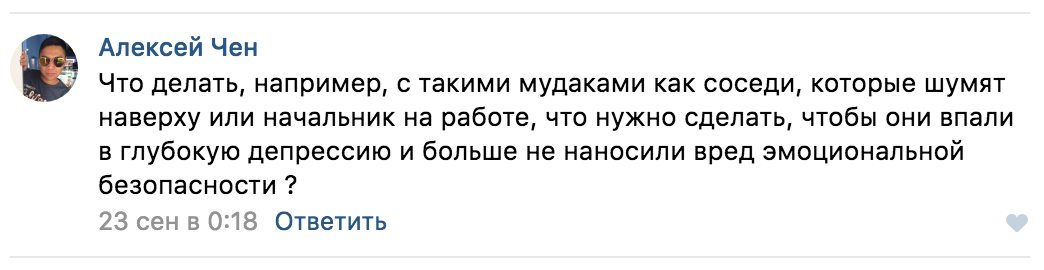 Алексей Чен
Что делать, например, с такими мудаками как соседи, которые шумят
наверху или начальник на работе, что нужно сделать, чтобы они впали
в глубокую депрессию и больше не наносили вред эмоциональной
безопасности ?
23 сен в 0:18 Ответить